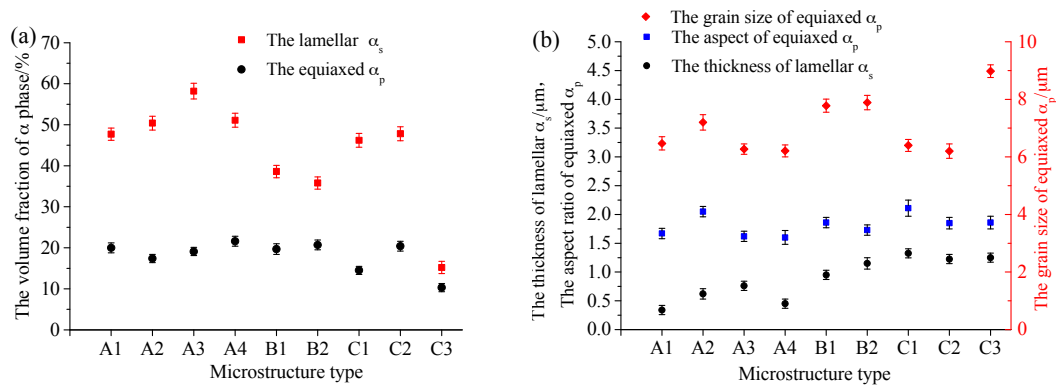 (a)
The lamellar αs
The equiaxed αp
The volume fraction of α phase/%
70
60
50
40
30
20
10
0
A1 A2 A3 A4 B1 B2 C1 C2 C3
Microstructure type
(b)
The grain size of equiaxed αp
The aspect of equiaxed αp
The thickness of lamellar αs
The thickness of lamellar αs/μm,
The aspect ratio of equiaxed αp
5.0
4.5
4.0
3.5
3.0
2.5
2.0
1.5
1.0
0.5
0.0
A1 A2 A3 A4 B1 B2 C1 C2 C3
Microstructure type
10
8
6
4
2
0
The grain size of equiaxed αp/μm